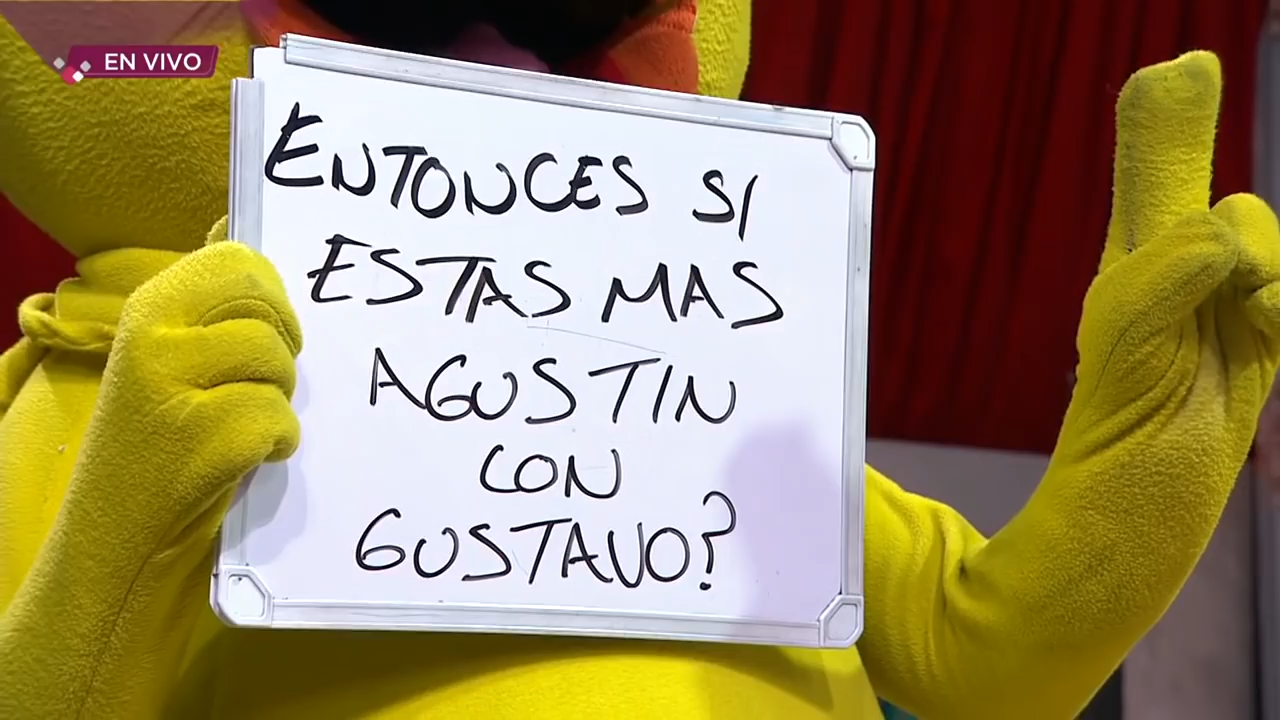 EN VIVO
ENTONCES SI
ESTAS MAS
AGUSTIN
CON
GUSTAVO?